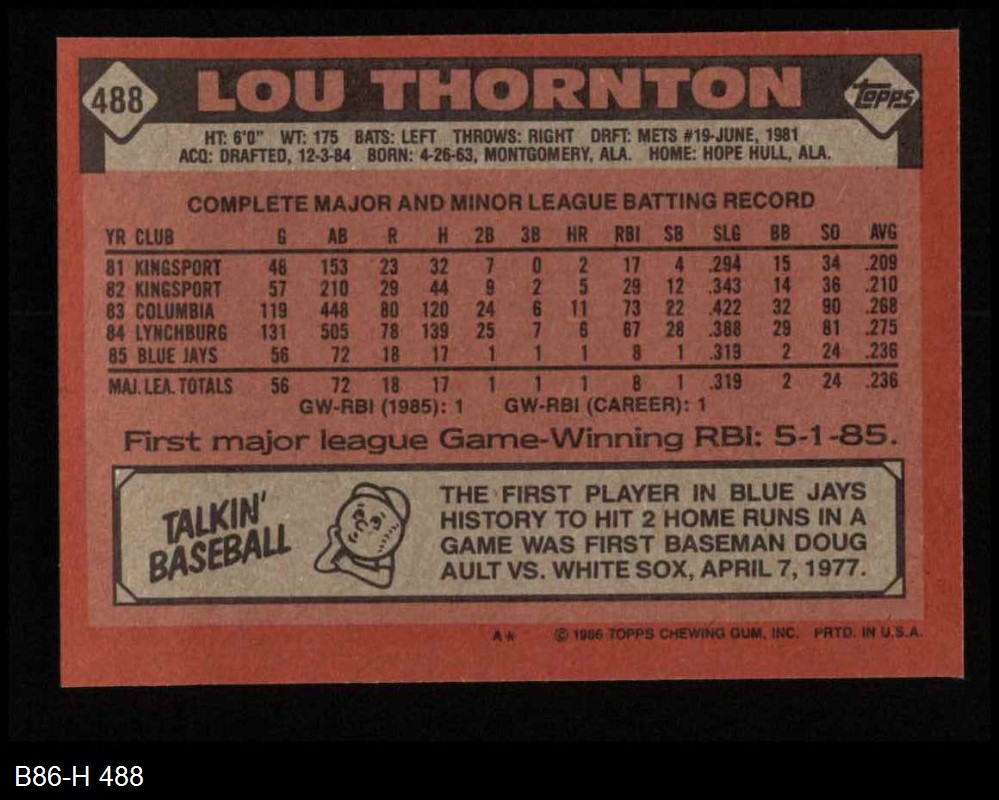 488 LOU THORNTON topps
HT: 6'0" WT: 175 BATS: LEFT THROWS: RIGHT DRFT: METS #19-JUNE, 1981
ACQ: DRAFTED, 12-3-84 BORN: 4-26-63, MONTGOMERY, ALA. HOME: HOPE HULL, ALA.
COMPLETE MAJOR AND MINOR LEAGUE BATTING RECORD
YR CLUB G AB R H 2B 3B HR RBI SB SLG BB SO AVG
81 KINGSPORT 48 153 23 32 7 0 2 17 4 .294 15 34 .209
82 KINGSPORT 57 210 29 44 9 2 5 29 12 .343 14 36 .210
83 COLUMBIA 119 448 80 120 24 6 11 73 22 .422 32 90 .268
84 LYNCHBURG 131 505 78 139 25 7 6 67 28 .388 29 81 .275
85 BLUE JAYS 56 72 18 17 1 1 1 8 1 .319 2 24 .236
MAJ. LEA. TOTALS 56 72 18 17 1 1 1 8 1 .319 2 24 .236
GW-RBI (1985): 1 GW-RBI (CAREER): 1
First major league Game-Winning RBI: 5-1-85.
TALKIN'
BASEBALL
THE FIRST PLAYER IN BLUE JAYS
HISTORY TO HIT 2 HOME RUNS IN A
GAME WAS FIRST BASEMAN DOUG
AULT VS. WHITE SOX, APRIL 7, 1977.
A* © 1986 TOPPS CHEWING GUM, INC. PRTD. IN U.S.A.
B86-H 488